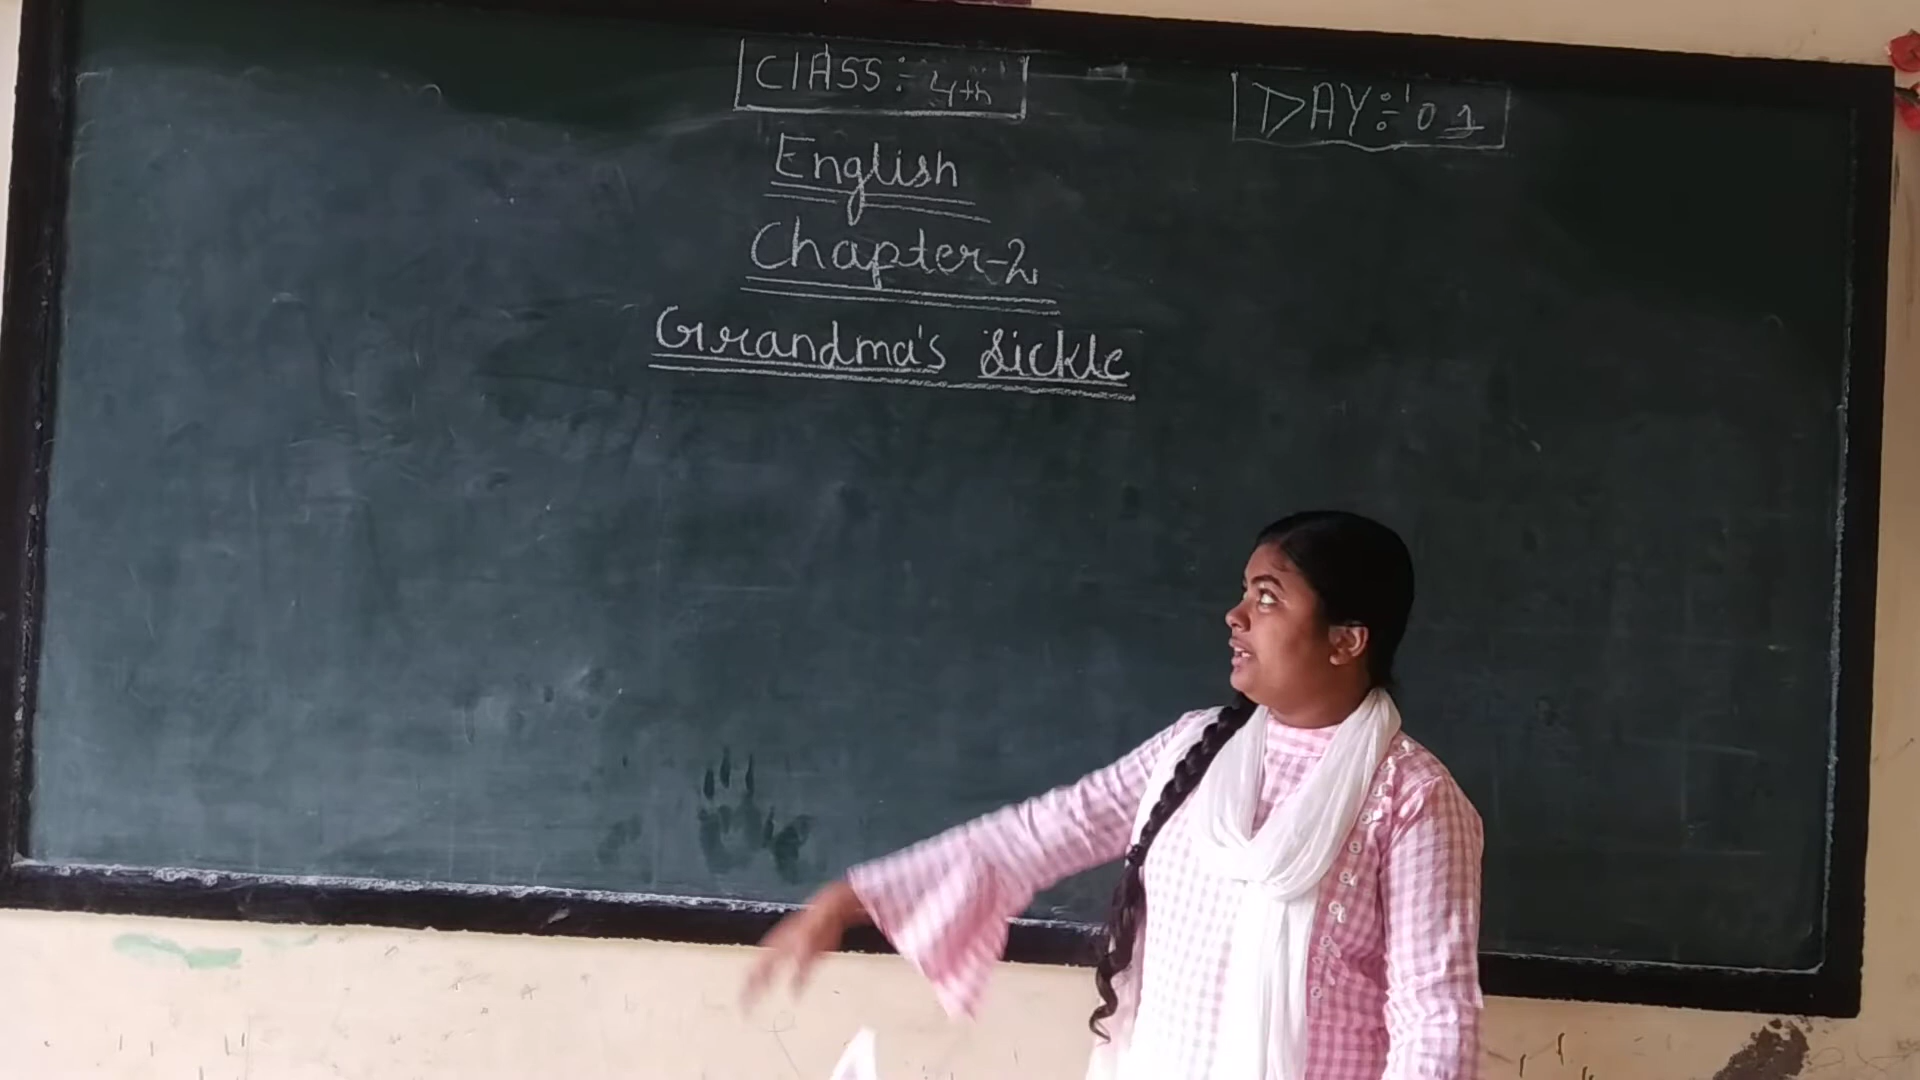 CLASS:- 4th
DAY:- 01
English
Chapter-2
Grandma's Sickle